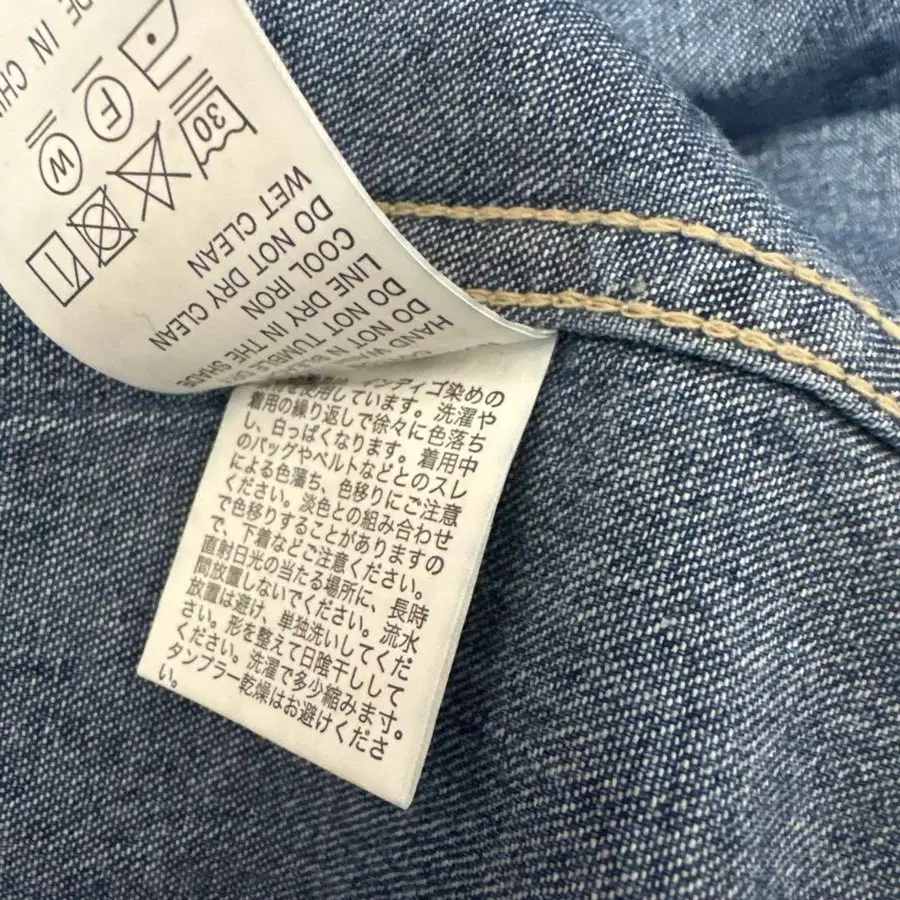 HAND
DO NOT
DO NOT TUMBLE
LINE DRY IN THE SHADE
COOL IRON
DO NOT DRY CLEAN
WET CLEAN
30
F
W
IN
インディゴ染めの
使用しています。洗濯や
着用の繰り返しで徐々に色落ち
し、白っぱくなります。着用中
のバッグやベルトなどとのスレ
による色藩ち、色移りにご注意
ください。淡色との組み合わせ
で色移りすることがありますの
で、下着などご注意ください。
直射日光の当たる場所に、長時
間放置しないでください。流水
放置は避け、単独洗いしてくだ
さい。形を整えて日陰干しして
ください。洗濯で多少縮みます寸。
タンプラー乾燥はお避けくださ
い。